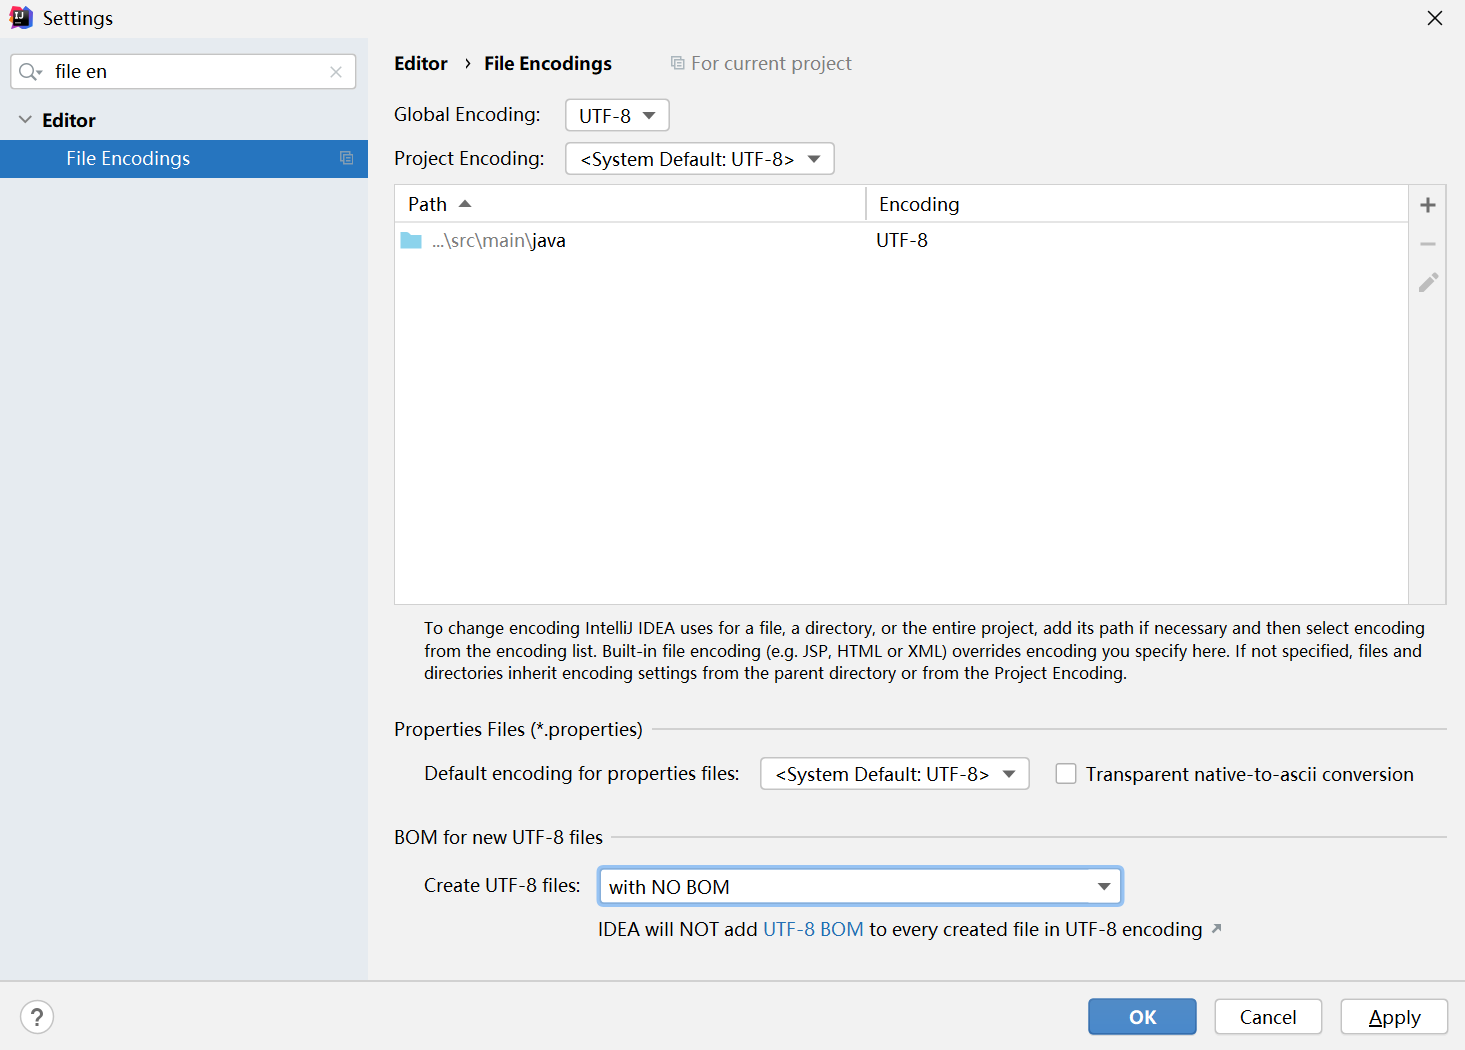 Settings
file en
Editor
File Encodings
Editor › File Encodings For current project
Global Encoding: UTF-8
Project Encoding: <System Default: UTF-8>
Path Encoding
...\src\main\java UTF-8
To change encoding IntelliJ IDEA uses for a file, a directory, or the entire project, add its path if necessary and then select encoding
from the encoding list. Built-in file encoding (e.g. JSP, HTML or XML) overrides encoding you specify here. If not specified, files and
directories inherit encoding settings from the parent directory or from the Project Encoding.
Properties Files (*.properties)
Default encoding for properties files: <System Default: UTF-8> Transparent native-to-ascii conversion
BOM for new UTF-8 files
Create UTF-8 files: with NO BOM
IDEA will NOT add UTF-8 BOM to every created file in UTF-8 encoding
? OK Cancel Apply